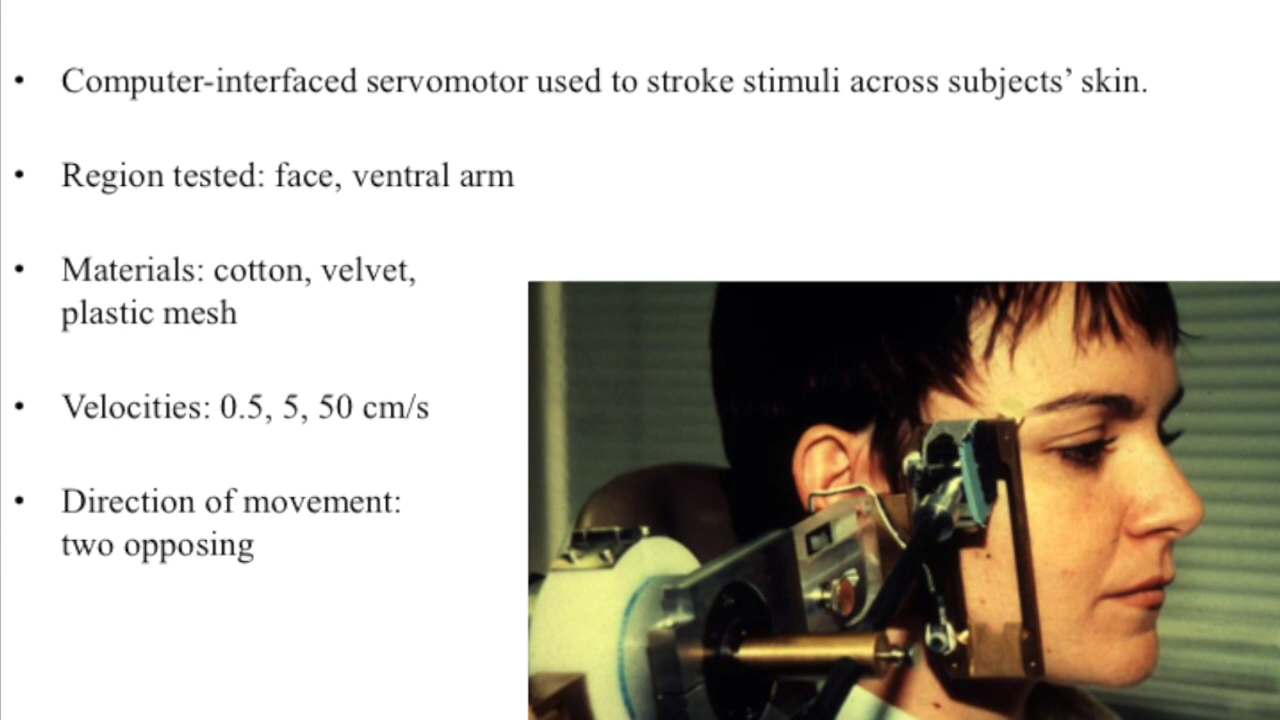 • Computer-interfaced servomotor used to stroke stimuli across subjects’ skin.
• Region tested: face, ventral arm
• Materials: cotton, velvet,
plastic mesh
• Velocities: 0.5, 5, 50 cm/s
• Direction of movement:
two opposing